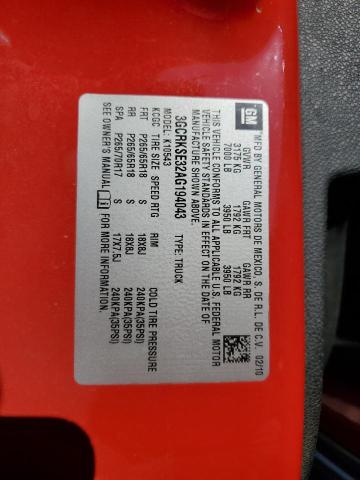 GM
MFD BY GENERAL MOTORS DE MEXICO, S. DE R.L. DE C.V. 02/10
GVWR GAWR FRT GAWR RR
3175 KG 1792 KG 1792 KG
7000 LB 3950 LB 3950 LB
THIS VEHICLE CONFORMS TO ALL APPLICABLE U.S. FEDERAL MOTOR
VEHICLE SAFETY STANDARDS IN EFFECT ON THE DATE OF
MANUFACTURE SHOWN ABOVE.
3GCRKSE32AG194043 TYPE: TRUCK
MODEL: K10543
KCGC TIRE SIZE SPEED RTG RIM COLD TIRE PRESSURE
FRT P265/65R18 S 18X8J 240KPA(35PSI)
RR P265/65R18 S 18X8J 240KPA(35PSI)
SPA P265/70R17 S 17X7.5J 240KPA(35PSI)
SEE OWNER'S MANUAL FOR MORE INFORMATION.